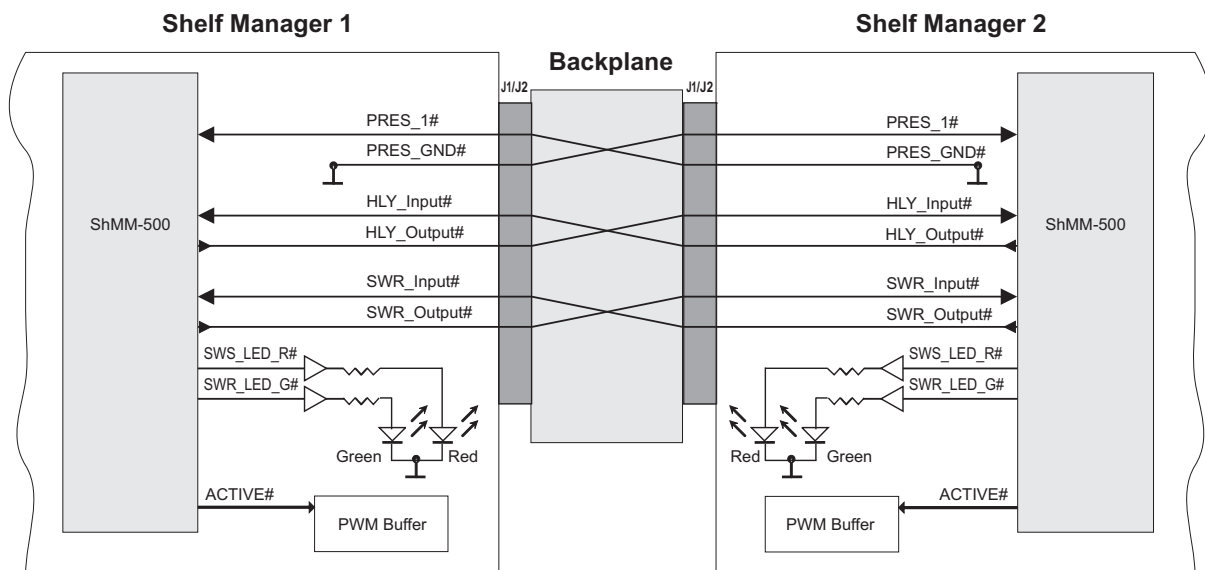 Shelf Manager 1
Shelf Manager 2
Backplane
J1/J2
J1/J2
PRES_1#
PRES_1#
PRES_GND#
PRES_GND#
HLY_Input#
HLY_Input#
ShMM-500
ShMM-500
HLY_Output#
HLY_Output#
SWR_Input#
SWR_Input#
SWR_Output#
SWR_Output#
SWS_LED_R#
SWS_LED_R#
SWR_LED_G#
SWR_LED_G#
Green
Red
Red
Green
ACTIVE#
ACTIVE#
PWM Buffer
PWM Buffer